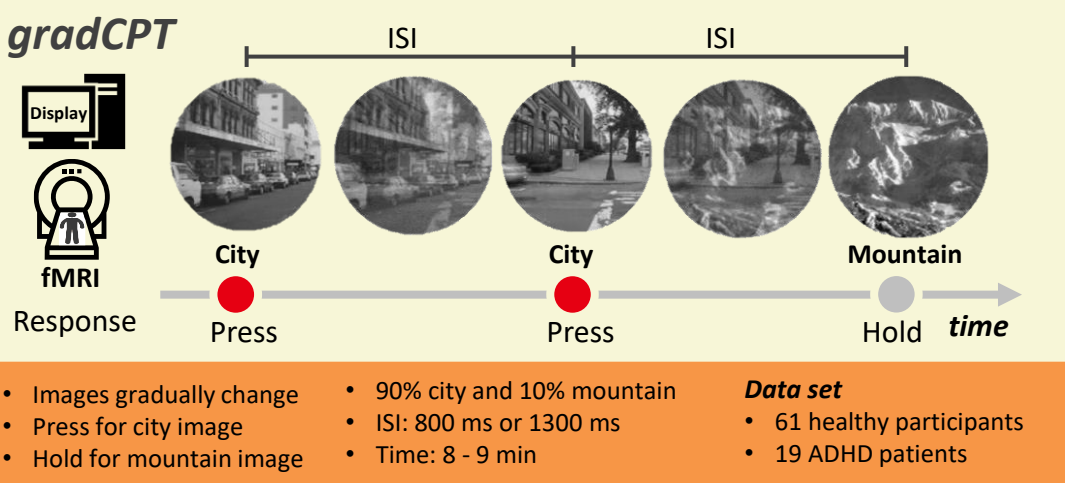 gradCPT
ISI
ISI
Display
fMRI
City
City
Mountain
Response
Press
Press
Hold
time
• Images gradually change
• Press for city image
• Hold for mountain image
• 90% city and 10% mountain
• ISI: 800 ms or 1300 ms
• Time: 8 - 9 min
Data set
• 61 healthy participants
• 19 ADHD patients